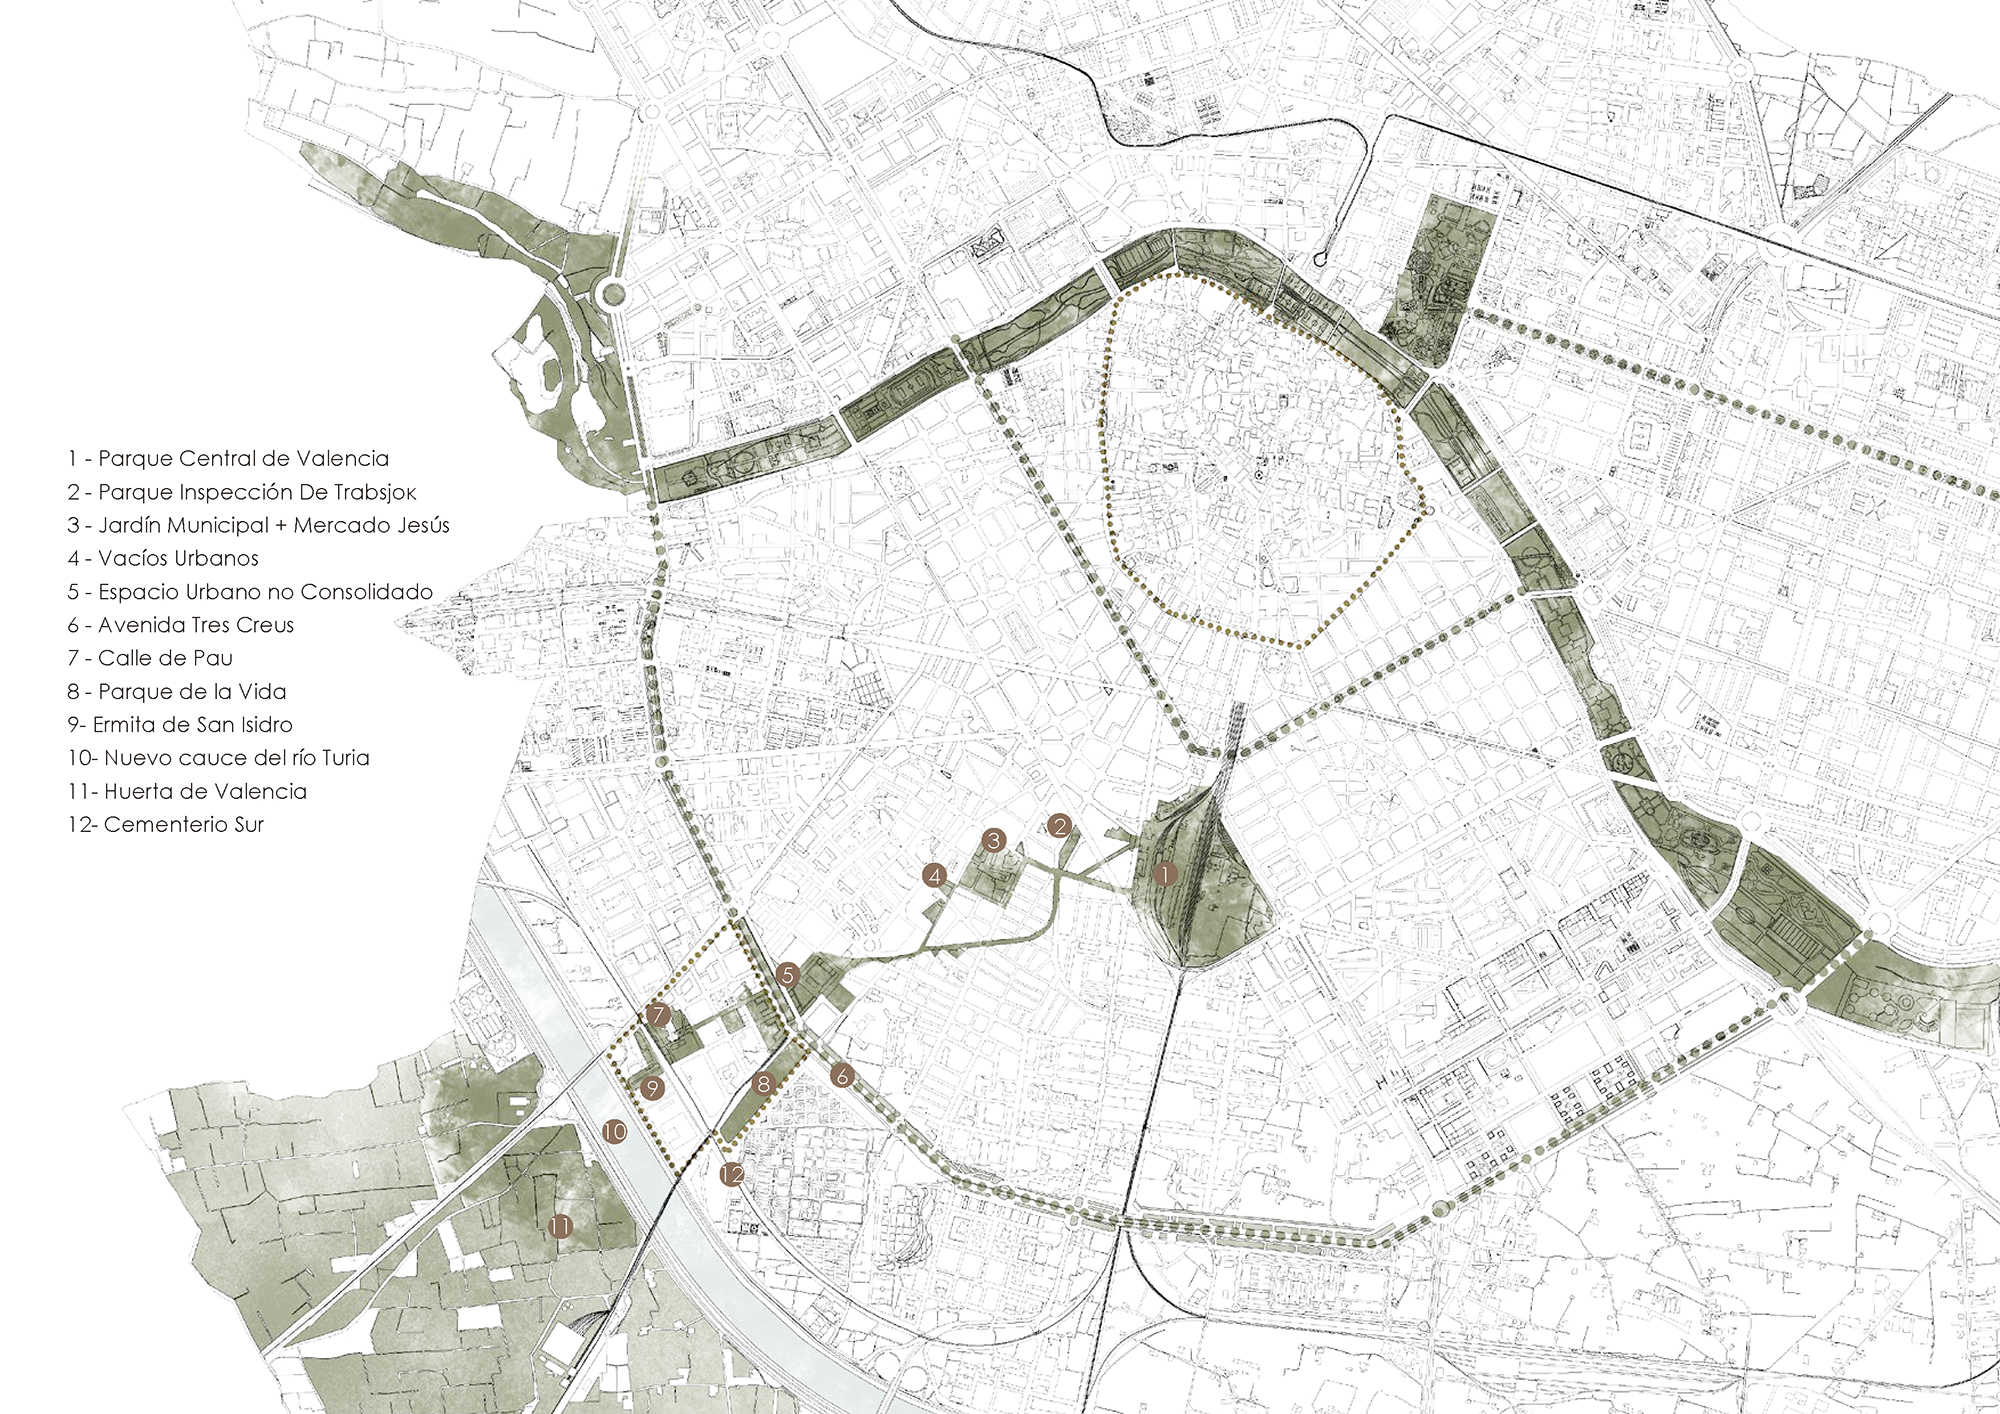 1 - Parque Central de Valencia
2 - Parque Inspección De Trabsjoк
3 - Jardín Municipal + Mercado Jesús
4 - Vacíos Urbanos
5 - Espacio Urbano no Consolidado
6 - Avenida Tres Creus
7 - Calle de Pau
8 - Parque de la Vida
9- Ermita de San Isidro
10- Nuevo cauce del río Turia
11- Huerta de Valencia
12- Cementerio Sur
2
3
1
4
5
7
6
8
9
10
12
11